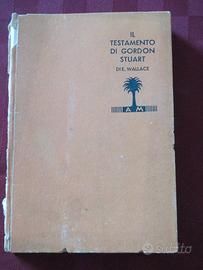 IL
TESTAMENTO
DI GORDON
STUART
DI E. WALLACE
A M
subito